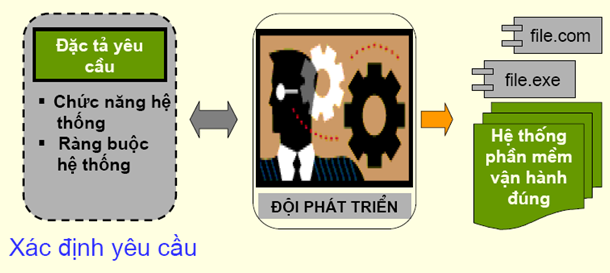 Đặc tả yêu
cầu
▪ Chức năng hệ
thống
▪ Ràng buộc
hệ thống
Xác định yêu cầu
ĐỘI PHÁT TRIỂN
file.com
file.exe
Hệ thống
phần mềm
vận hành
đúng